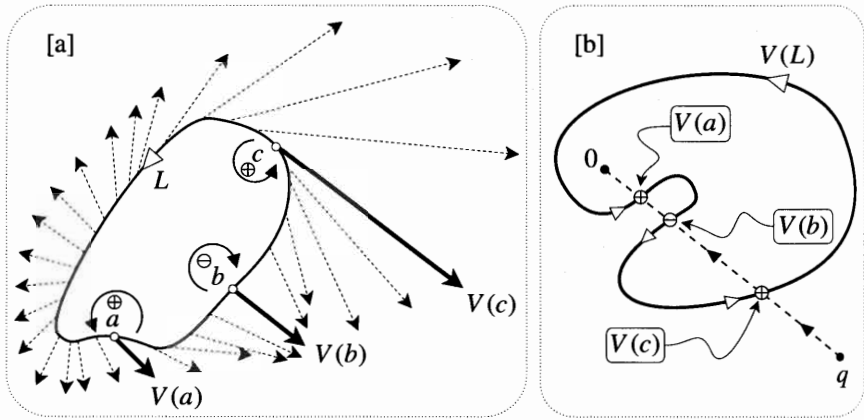 [a]
c
⊕
L
⊖
b
⊕
a
V(c)
V(b)
V(a)
[b]
V(L)
V(a)
0
⊕
⊖
V(b)
⊕
V(c)
q